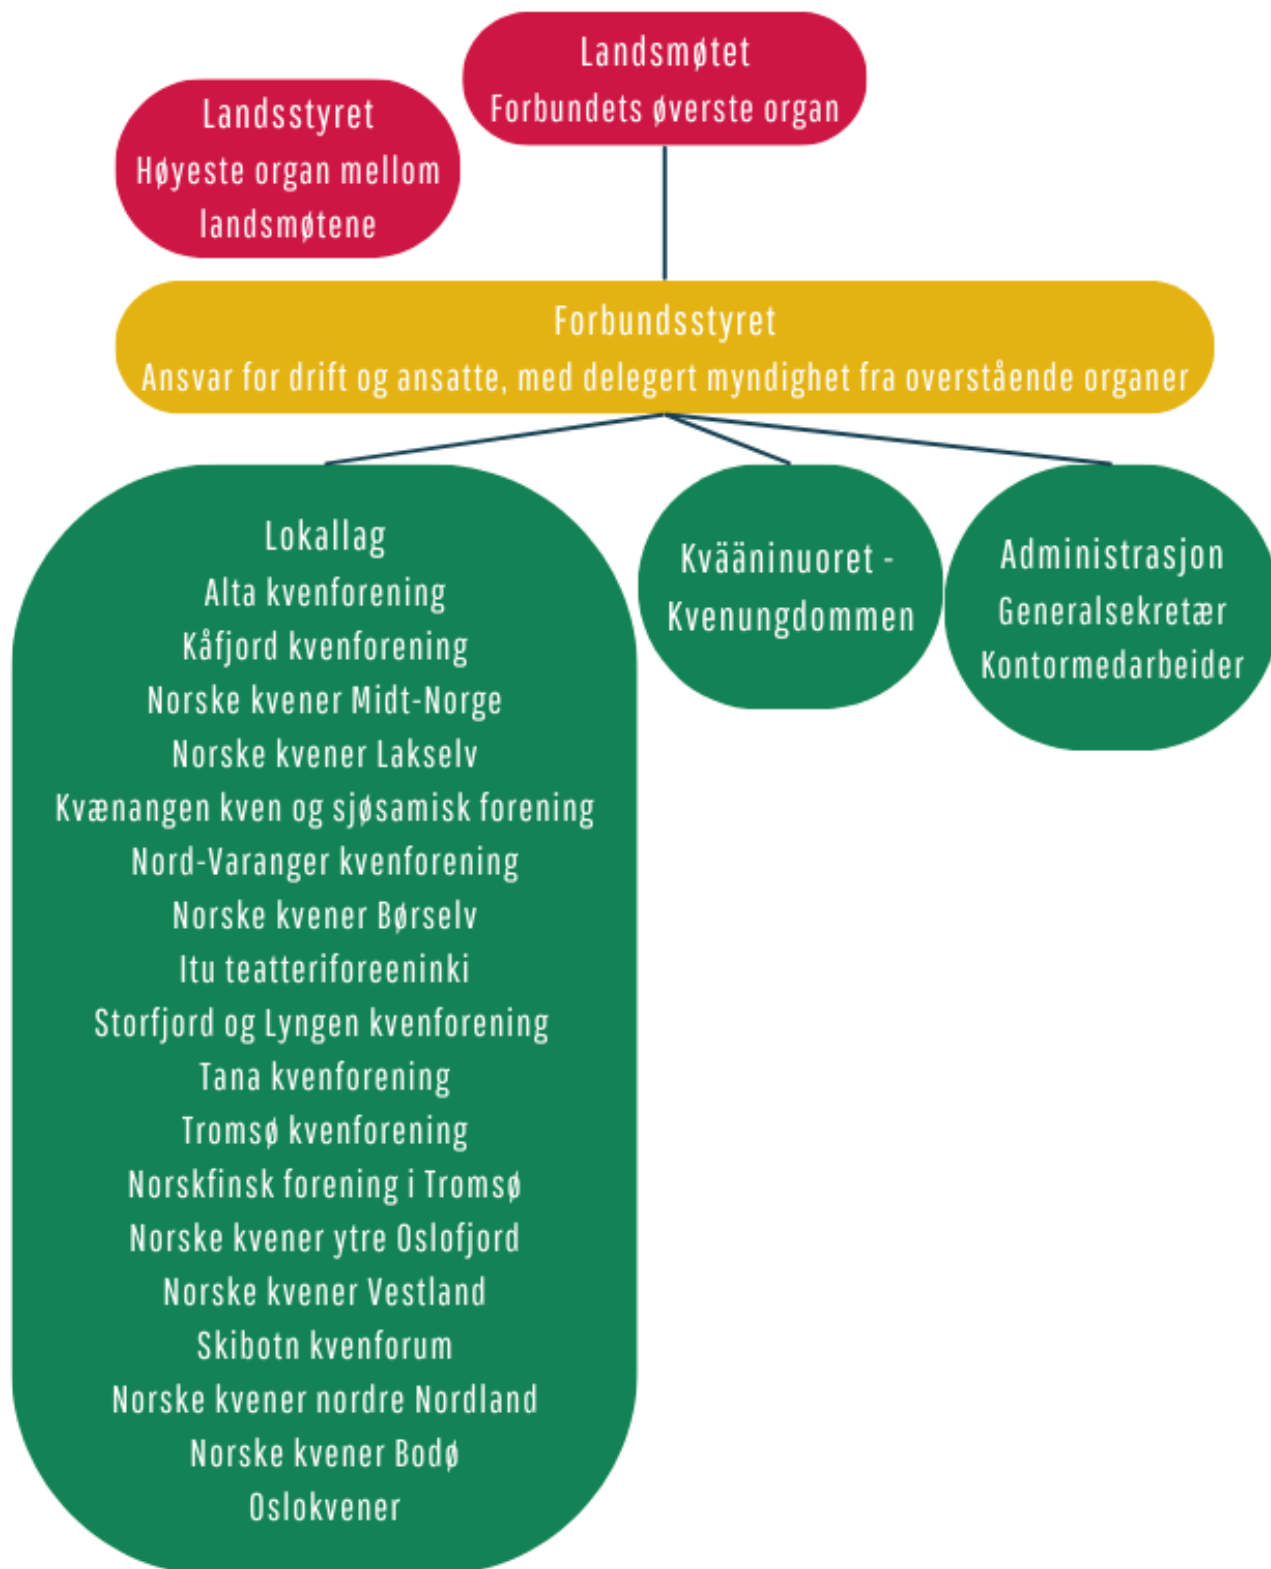 Landsmøtet
Forbundets øverste organ
Landsstyret
Høyeste organ mellom
landsmøtene
Forbundsstyret
Ansvar for drift og ansatte, med delegert myndighet fra overstående organer
Lokallag
Alta kvenforening
Kåfjord kvenforening
Norske kvener Midt-Norge
Norske kvener Lakselv
Kvænangen kven og sjøsamisk forening
Nord-Varanger kvenforening
Norske kvener Børselv
Itu teatteriforeeninki
Storfjord og Lyngen kvenforening
Tana kvenforening
Tromsø kvenforening
Norskfinsk forening i Tromsø
Norske kvener ytre Oslofjord
Norske kvener Vestland
Skibotn kvenforum
Norske kvener nordre Nordland
Norske kvener Bodø
Oslokvener
Kvääninuoret -
Kvenungdommen
Administrasjon
Generalsekretær
Kontormedarbeider